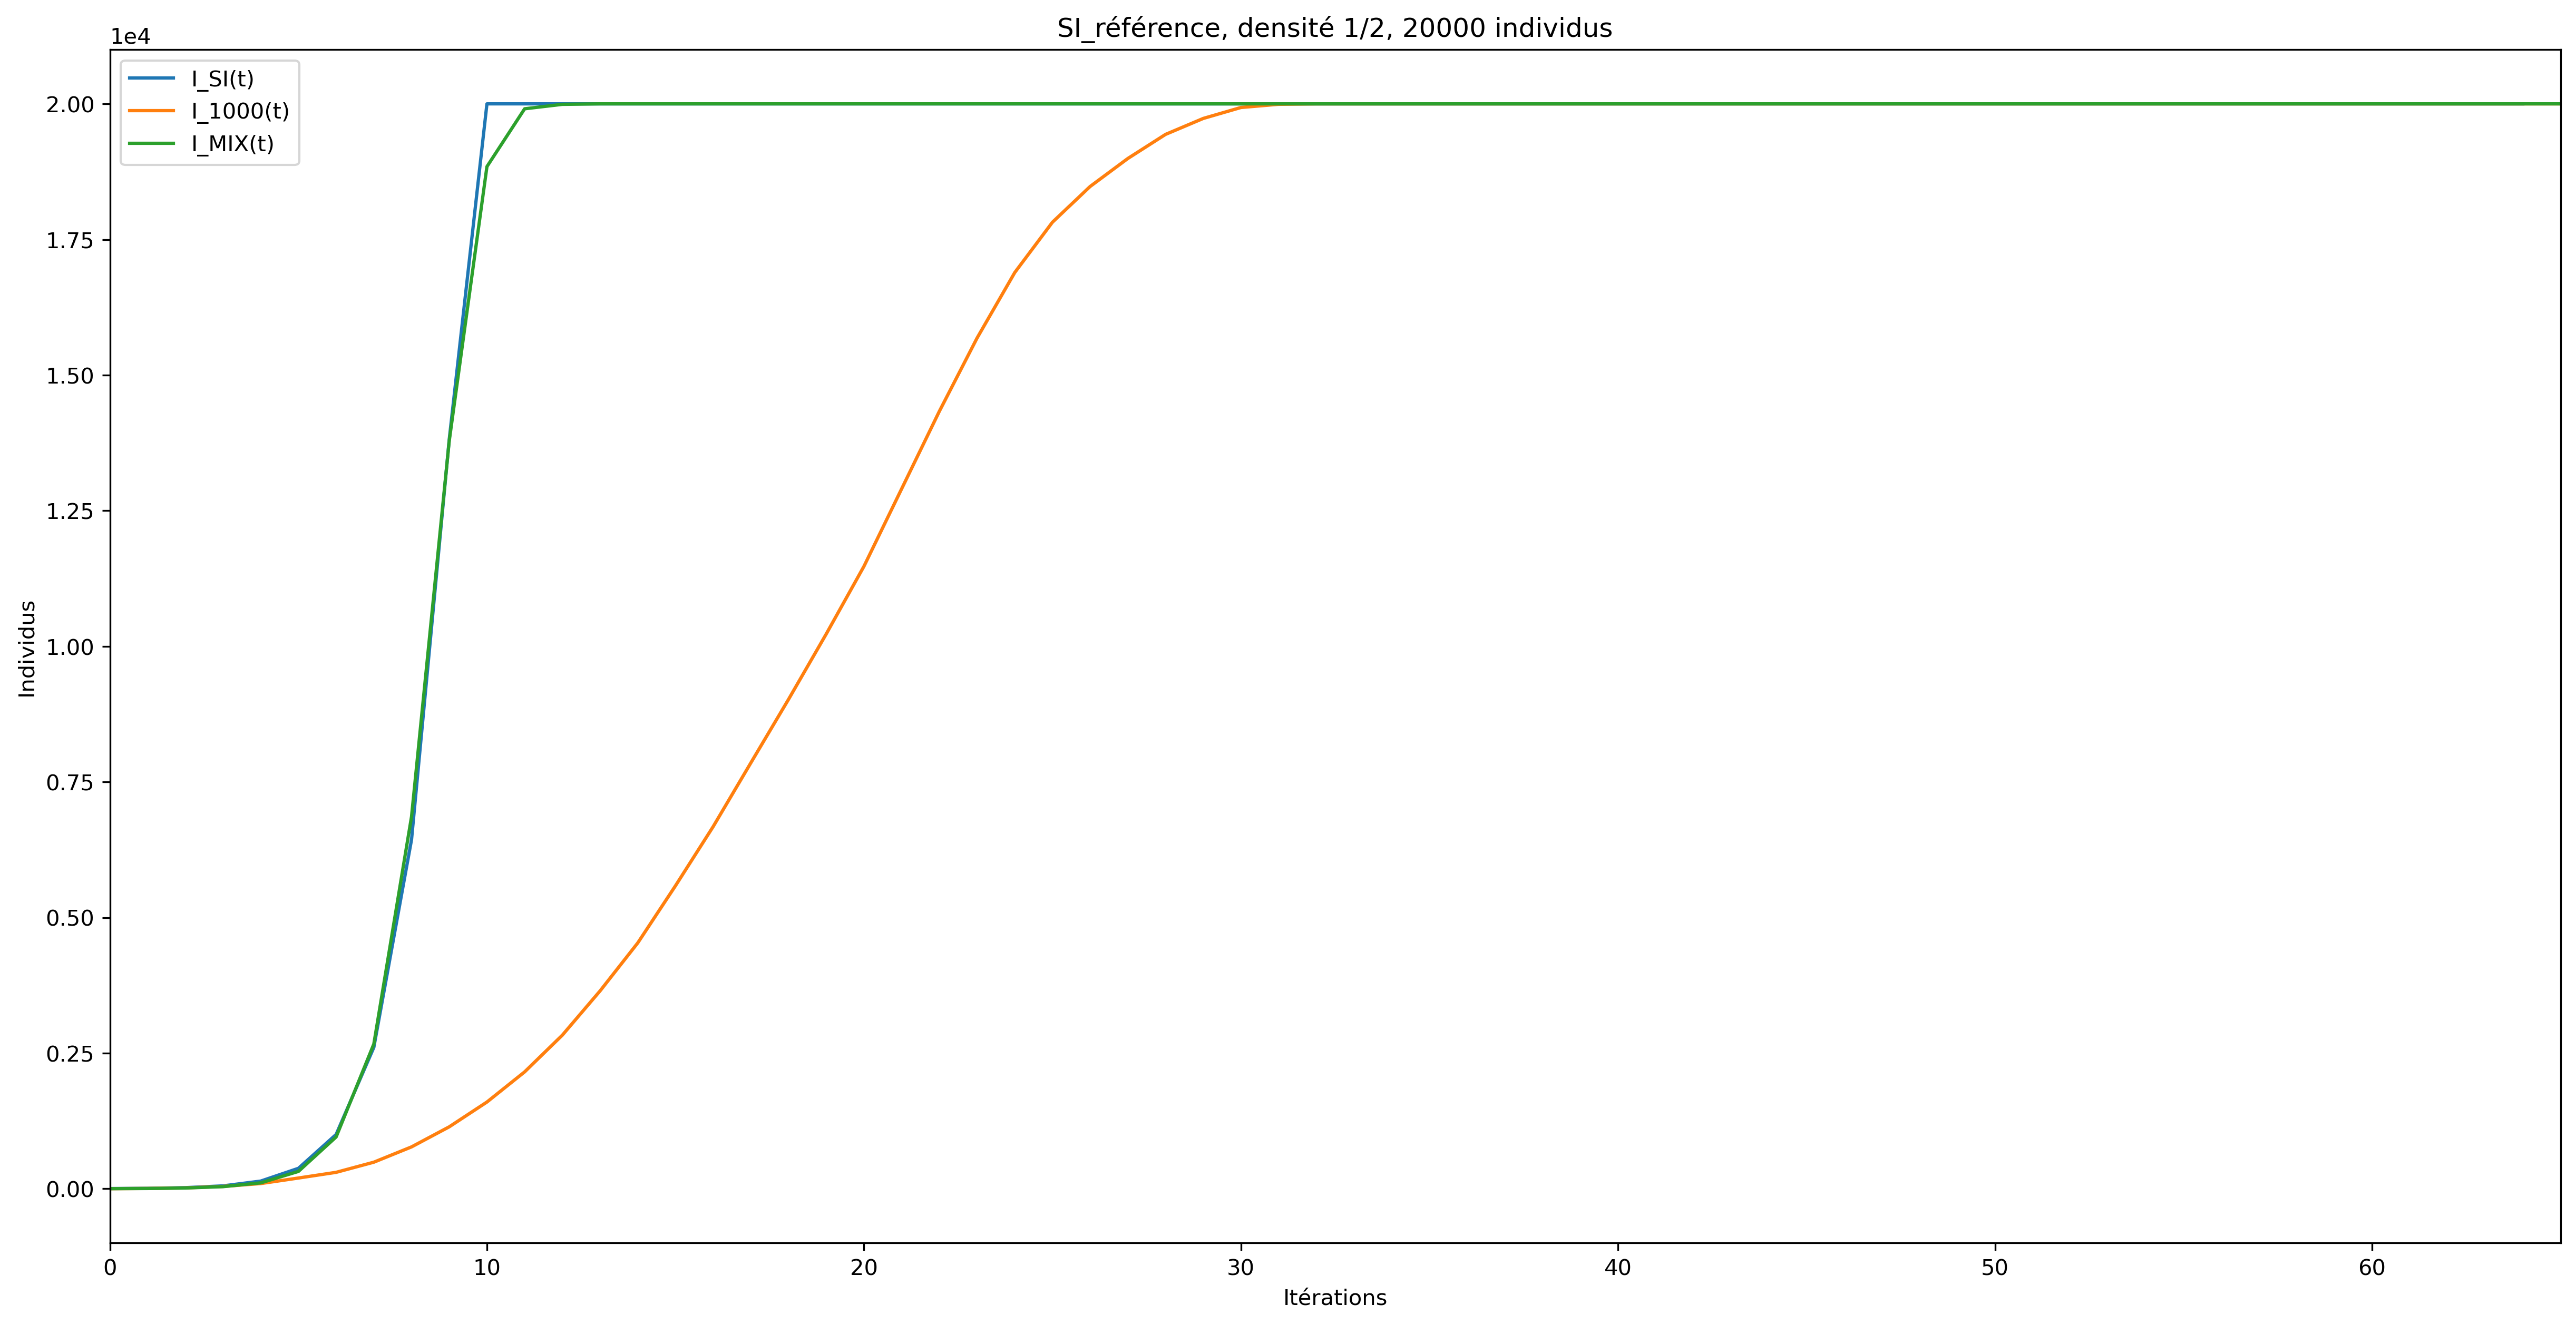 SI_référence, densité 1/2, 20000 individus
1e4
I_SI(t)
I_1000(t)
I_MIX(t)
2.00
1.75
1.50
1.25
1.00
0.75
0.50
0.25
0.00
Individus
0 10 20 30 40 50 60
Itérations